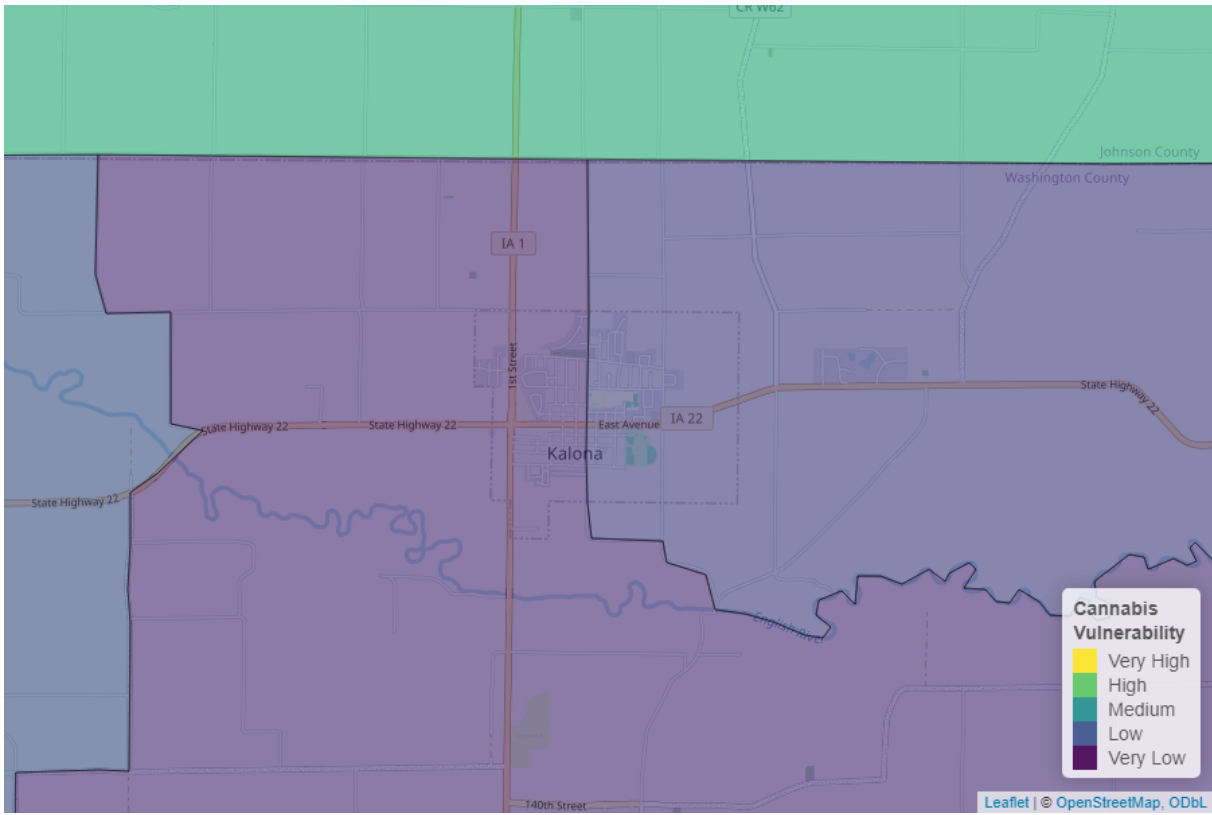 CR W62
Johnson County
Washington County
IA 1
1st Street
State Highway 22
State Highway 22
State Highway 22
East Avenue
IA 22
State Highway 22
Kalona
English River
140th Street
Cannabis
Vulnerability
Very High
High
Medium
Low
Very Low
Leaflet | © OpenStreetMap, ODbL